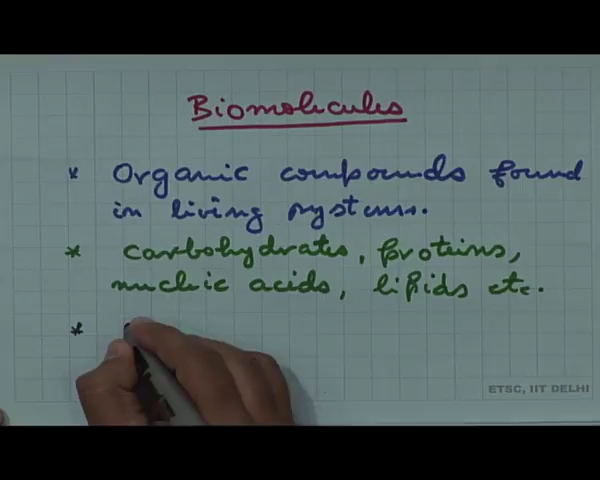 Biomolecules
* Organic compounds found
in living systems.
* carbohydrates, proteins,
nucleic acids, lipids etc.
*
ETSC, IIT DELHI